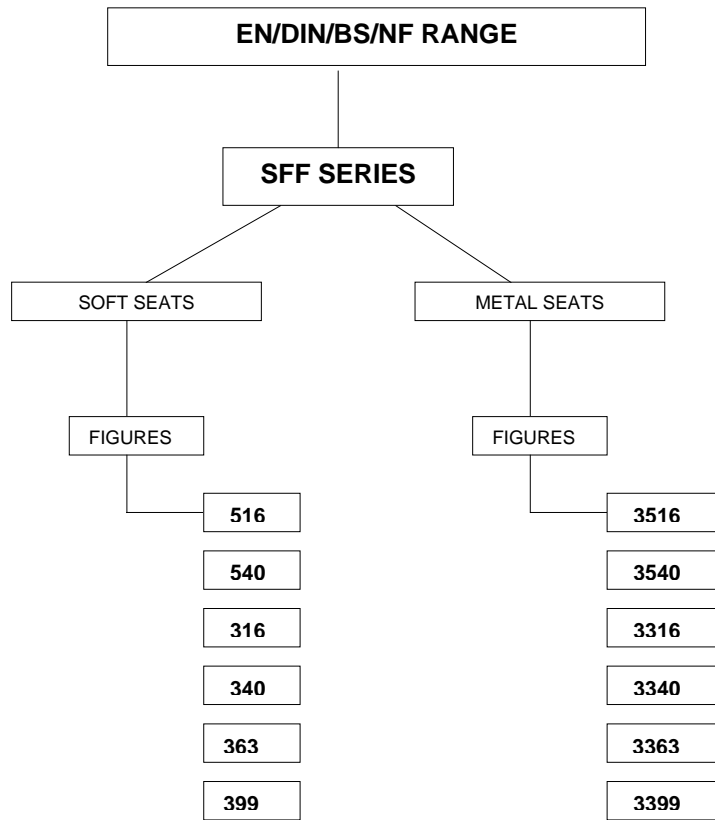 EN/DIN/BS/NF RANGE
SFF SERIES
SOFT SEATS
METAL SEATS
FIGURES
FIGURES
516
3516
540
3540
316
3316
340
3340
363
3363
399
3399